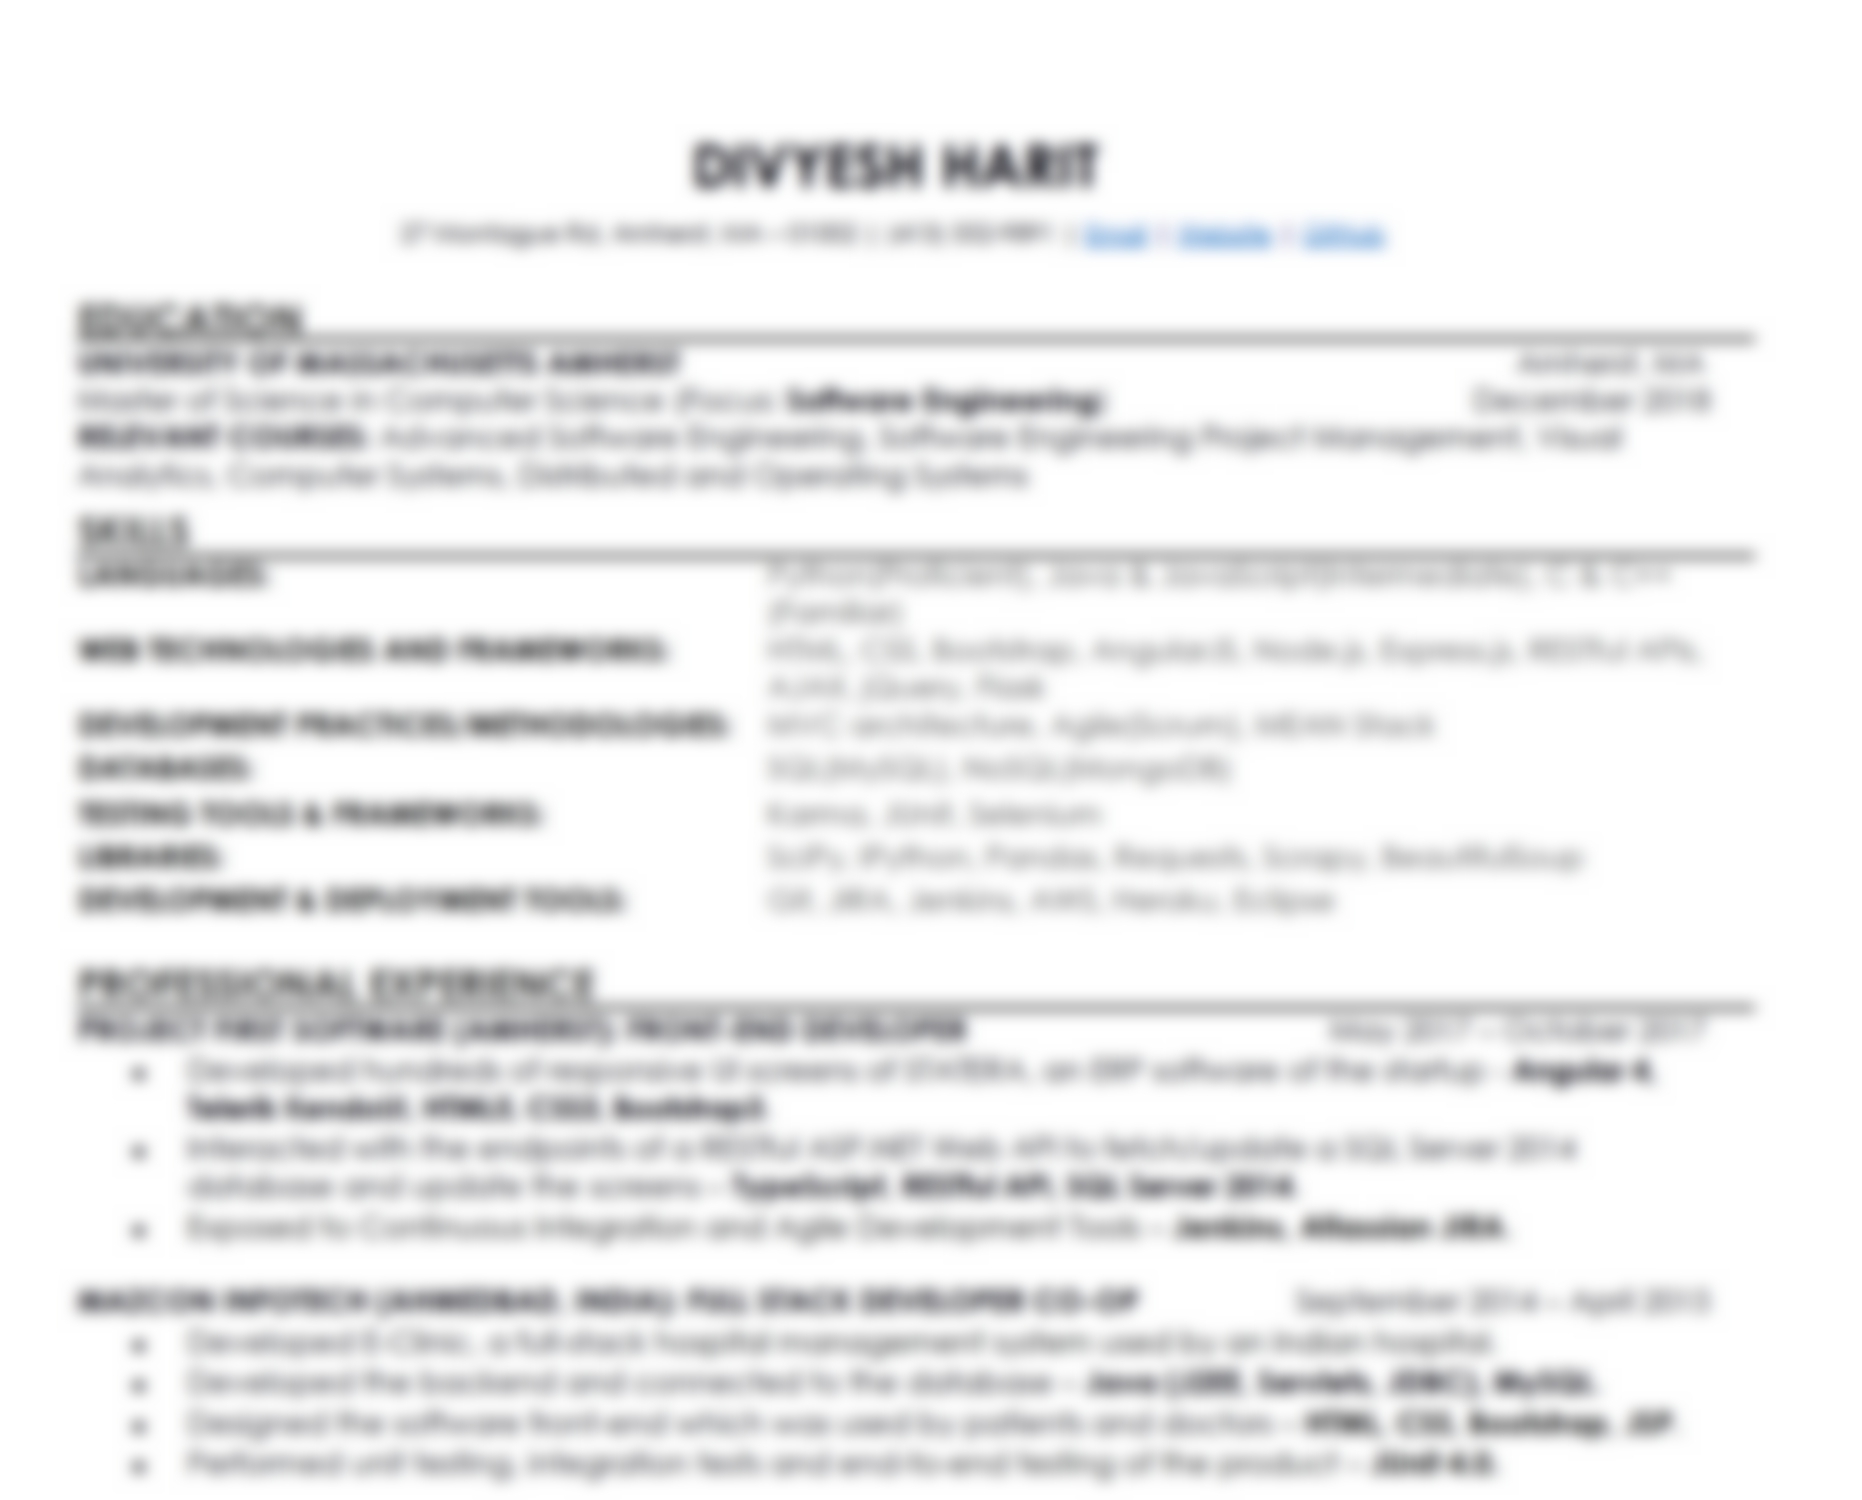 DIVYESH HARIT
Montague Rd, Amherst, MA – | Email | Website | GitHub
EDUCATION
UNIVERSITY OF MASSACHUSETTS AMHERST Amherst, MA
Master of Science in Computer Science (Focus: Software Engineering) December 2018
RELEVANT COURSES: Advanced Software Engineering, Software Engineering Project Management, Visual
Analytics, Computer Systems, Distributed and Operating Systems
SKILLS
LANGUAGES: Python(Proficient), Java & JavaScript(Intermediate), C & C++
(Familiar)
WEB TECHNOLOGIES AND FRAMEWORKS: HTML, CSS, Bootstrap, AngularJS, Node.js, Express.js, RESTful APIs,
AJAX, jQuery, Flask
DEVELOPMENT PRACTICES/METHODOLOGIES: MVC architecture, Agile(Scrum), MEAN Stack
DATABASES: SQL(MySQL), NoSQL(MongoDB)
TESTING TOOLS & FRAMEWORKS: Karma, JUnit, Selenium
LIBRARIES: SciPy, IPython, Pandas, Requests, Scrapy, BeautifulSoup
DEVELOPMENT & DEPLOYMENT TOOLS: Git, JIRA, Jenkins, AWS, Heroku, Eclipse
PROFESSIONAL EXPERIENCE
PROJECT FIRST SOFTWARE (AMHERST): FRONT-END DEVELOPER May 2017 – October 2017
Developed hundreds of responsive UI screens of an ERP software of the startup - Angular 4,
Telerik KendoUI, HTML5, CSS3, Bootstrap3.
Interacted with the endpoints of a RESTful ASP.NET Web API to fetch/update a SQL Server 2014
database and update the screens – TypeScript, RESTful API, SQL Server 2014.
Exposed to Continuous Integration and Agile Development Tools – Jenkins, Atlassian JIRA.
INFOTECH INDIA): FULL STACK DEVELOPER CO-OP September 2014 – April 2015
Developed E-Clinic, a full-stack hospital management system used by an Indian hospital.
Developed the backend and connected to the database – Java (J2EE, Servlets, JDBC), MySQL.
Designed the software front-end which was used by patients and doctors – HTML, CSS, Bootstrap, JSP.
Performed unit testing, integration tests and end-to-end testing of the product – JUnit